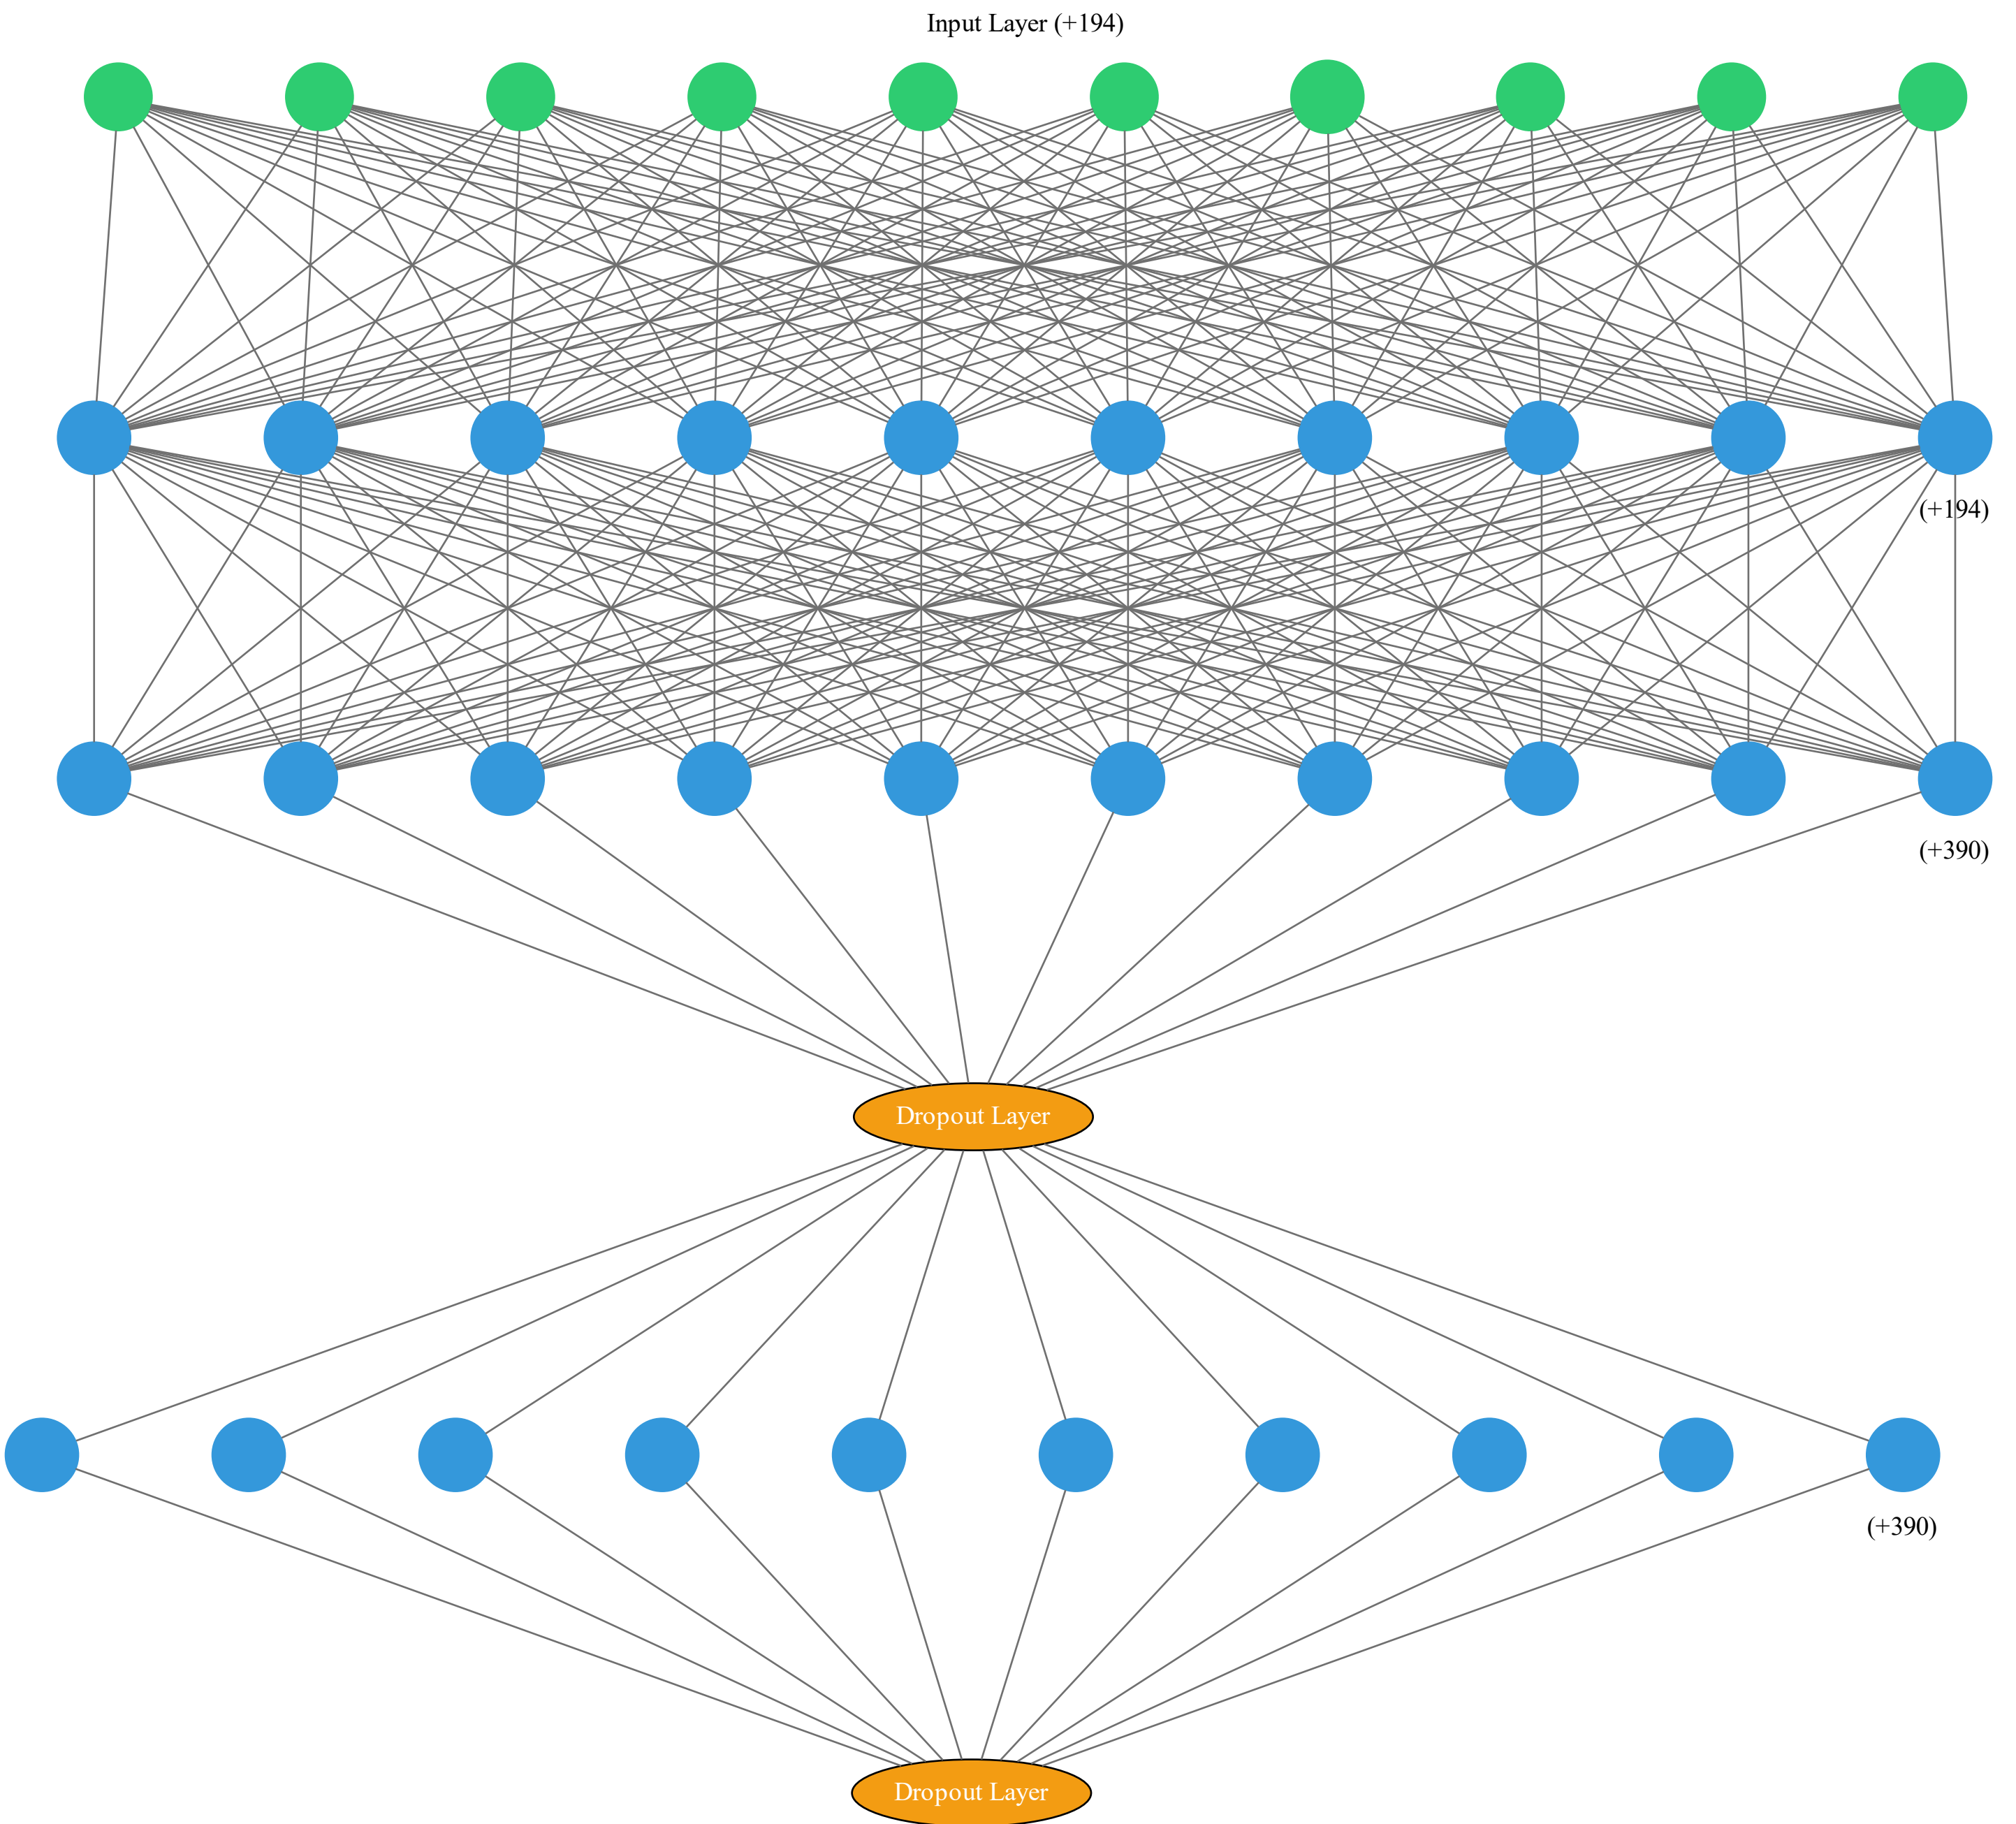 Input Layer (+194)
(+194)
(+390)
Dropout Layer
(+390)
Dropout Layer